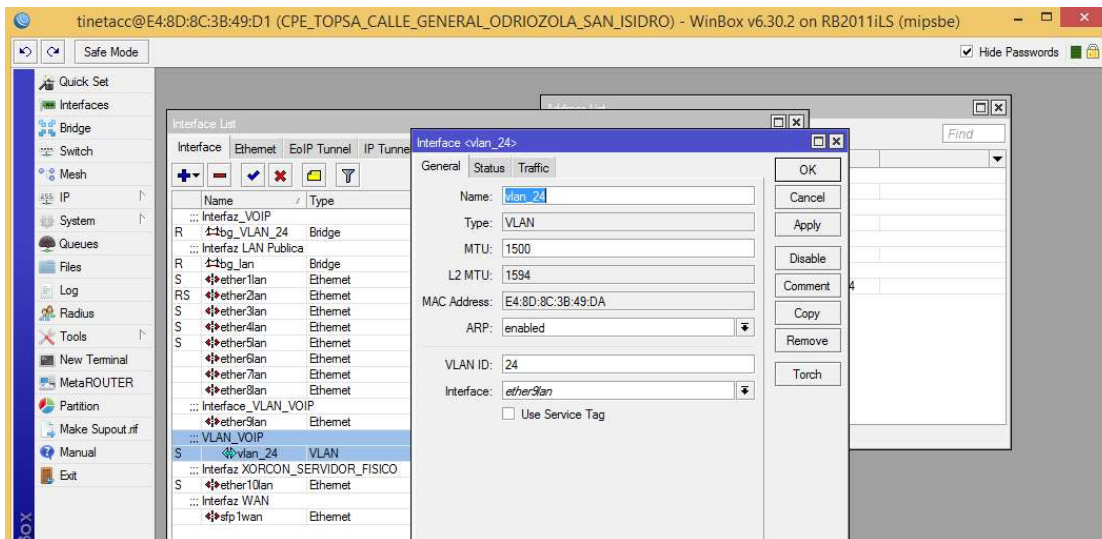 tinetacc@E4:8D:8C:3B:49:D1 (CPE_TOPSA_CALLE_GENERAL_ODRIOZOLA_SAN_ISIDRO) - WinBox v6.30.2 on RB2011iLS (mipsbe)
Safe Mode
Hide Passwords
Quick Set
Interfaces
Bridge
Switch
Mesh
IP
System
Queues
Files
Log
Radius
Tools
New Terminal
MetaROUTER
Partition
Make Supout.rif
Manual
Exit
BOX
Address List
Find
4
Interface List
Interface Ethernet EoIP Tunnel IP Tunne
Name / Type
;;; Interfaz_VOIP
R bg_VLAN_24 Bridge
;;; Interfaz LAN Publica
R bg_lan Bridge
S ether1lan Ethernet
RS ether2lan Ethernet
S ether3lan Ethernet
S ether4lan Ethernet
S ether5lan Ethernet
ether6lan Ethernet
ether7lan Ethernet
ether8lan Ethernet
;;; Interface_VLAN_VOIP
ether9lan Ethernet
;;; VLAN_VOIP
S vlan_24 VLAN
;;; Interfaz XORCON_SERVIDOR_FISICO
S ether10lan Ethernet
;;; Interfaz WAN
sfp1wan Ethernet
Interface <vlan_24>
General Status Traffic
Name: vlan_24
Type: VLAN
MTU: 1500
L2 MTU: 1594
MAC Address: E4:8D:8C:3B:49:DA
ARP: enabled
VLAN ID: 24
Interface: ether9lan
Use Service Tag
OK
Cancel
Apply
Disable
Comment
Copy
Remove
Torch